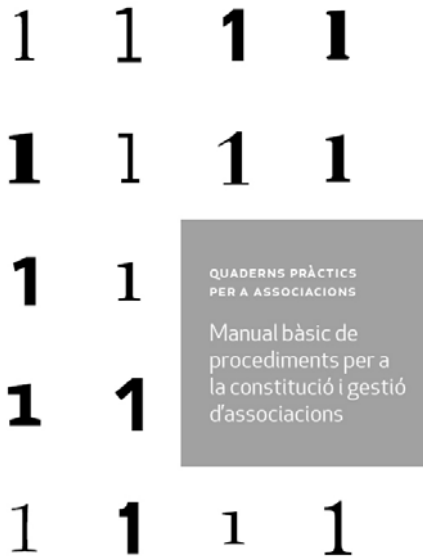 1 1 1 1
1 1 1 1
1 1
QUADERNS PRÀCTICS
PER A ASSOCIACIONS
Manual bàsic de
procediments per a
la constitució i gestió
d’associacions
1 1
1 1 1 1